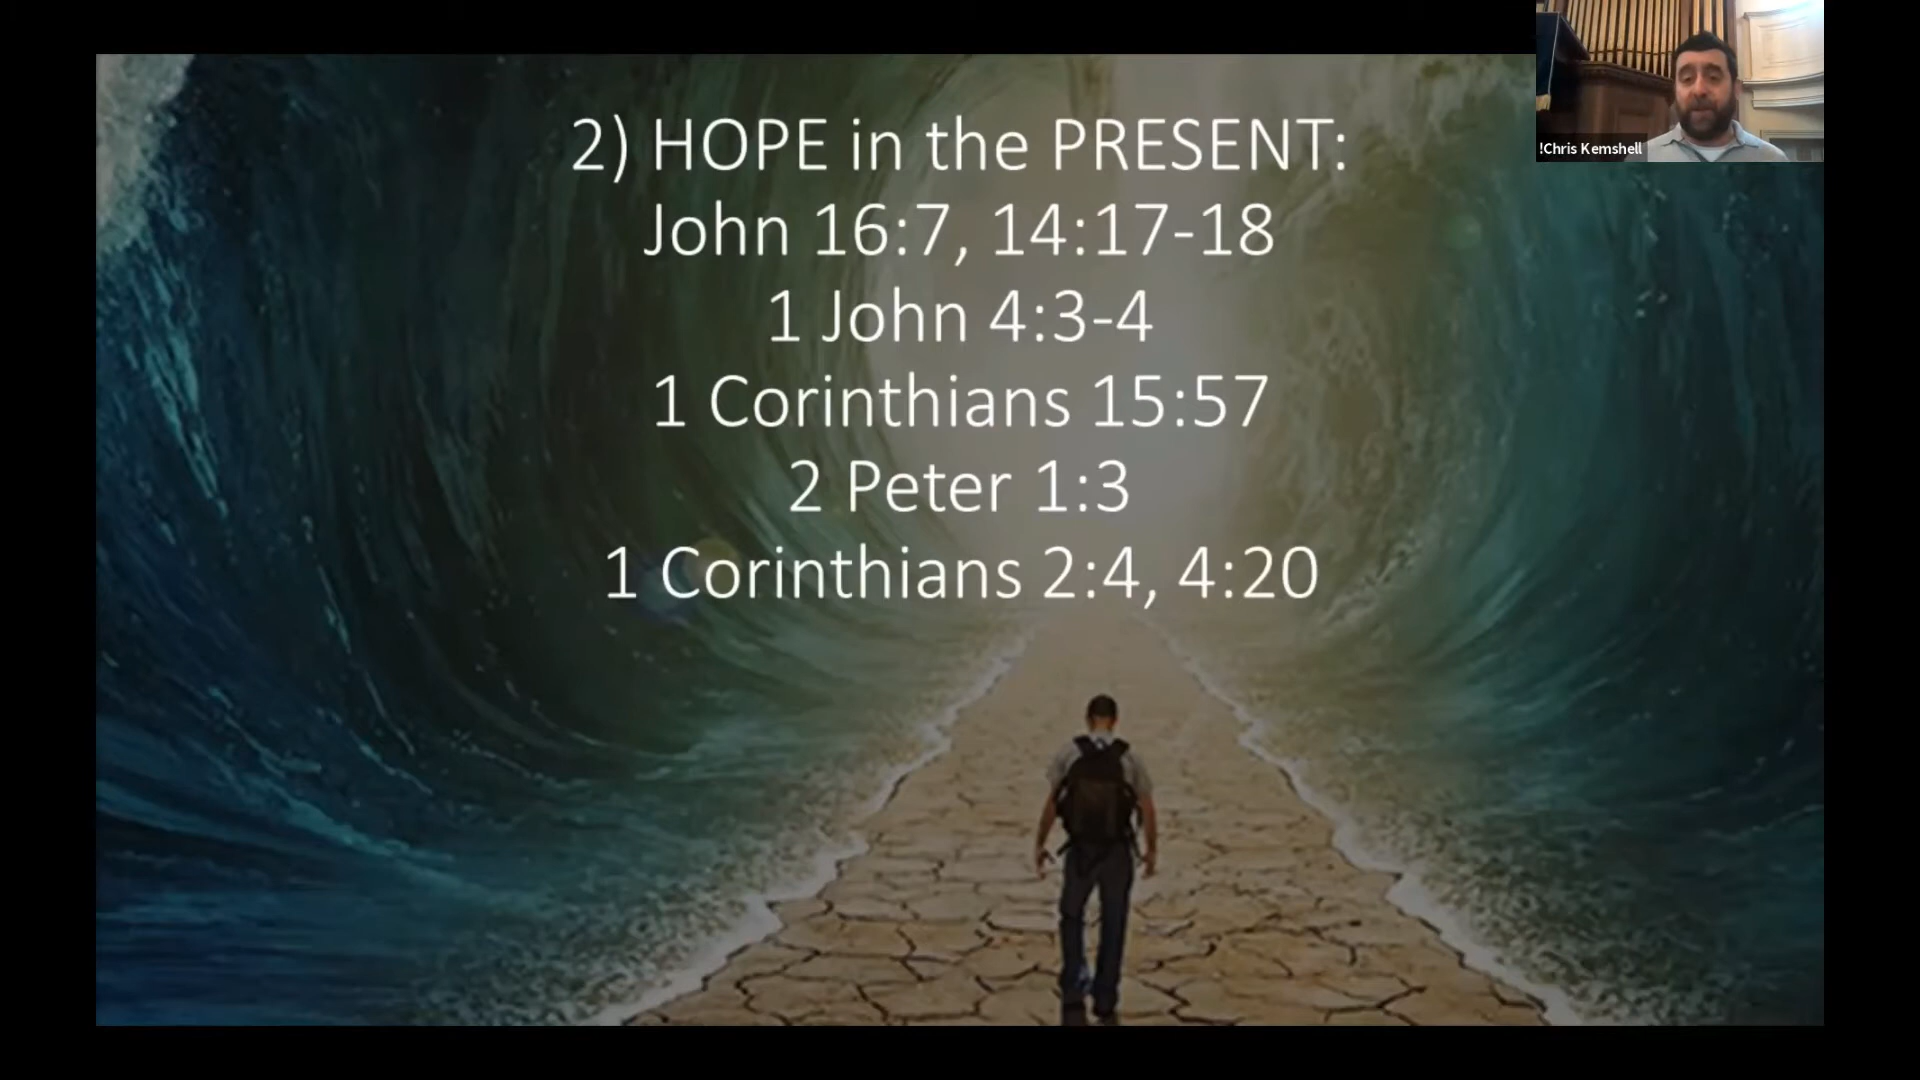 2) HOPE in the PRESENT:
John 16:7, 14:17-18
1 John 4:3-4
1 Corinthians 15:57
2 Peter 1:3
1 Corinthians 2:4, 4:20
!Chris Kemshell